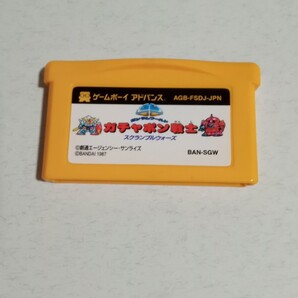 ゲームボーイ アドバンス AGB-FSDJ-JPN
ガチャポン戦士
スクランブルウォーズ
©創通エージェンシー・サンライズ
©BANDAI 1987
BAN-SGW